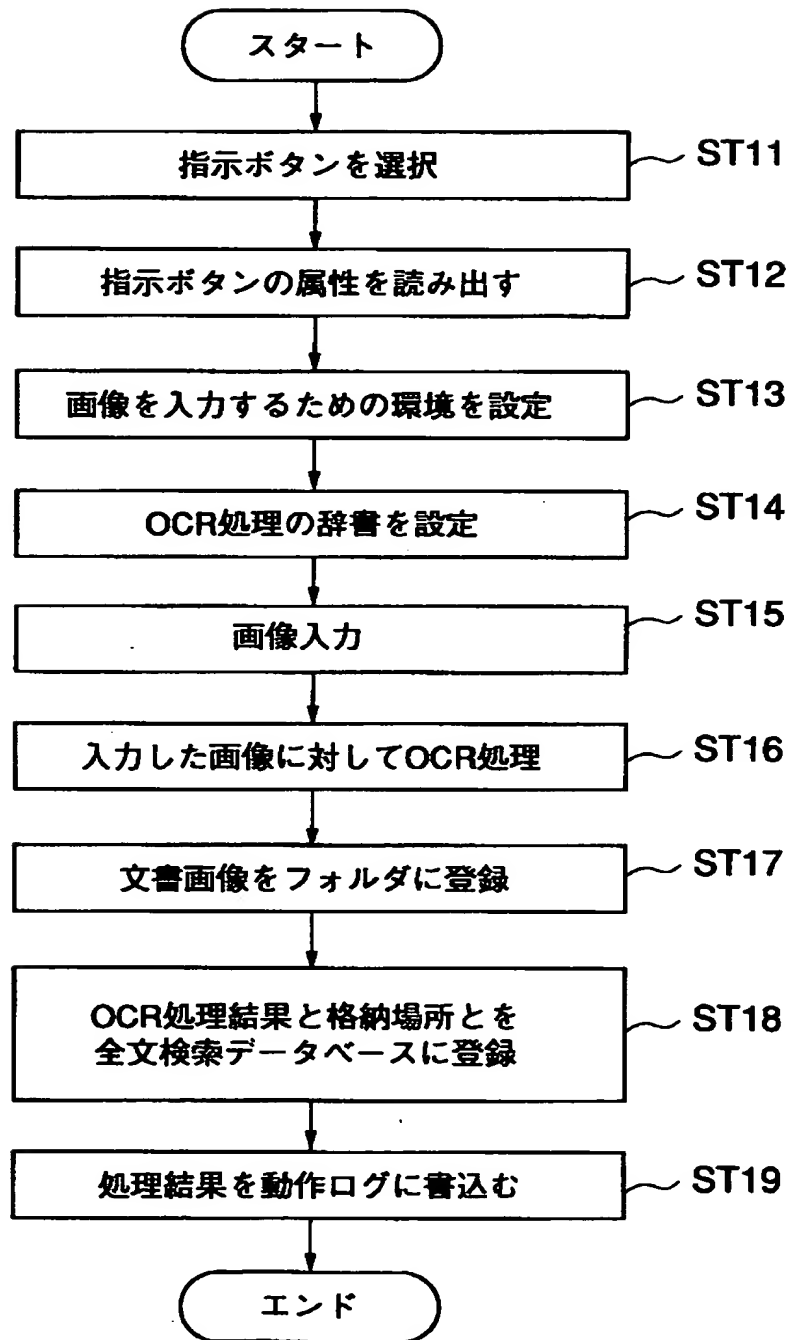 スタート
指示ボタンを選択
ST11
指示ボタンの属性を読み出す
ST12
画像を入力するための環境を設定
ST13
OCR処理の辞書を設定
ST14
画像入力
ST15
入力した画像に対してOCR処理
ST16
文書画像をフォルダに登録
ST17
OCR処理結果と格納場所とを
全文検索データベースに登録
ST18
処理結果を動作ログに書込む
ST19
エンド